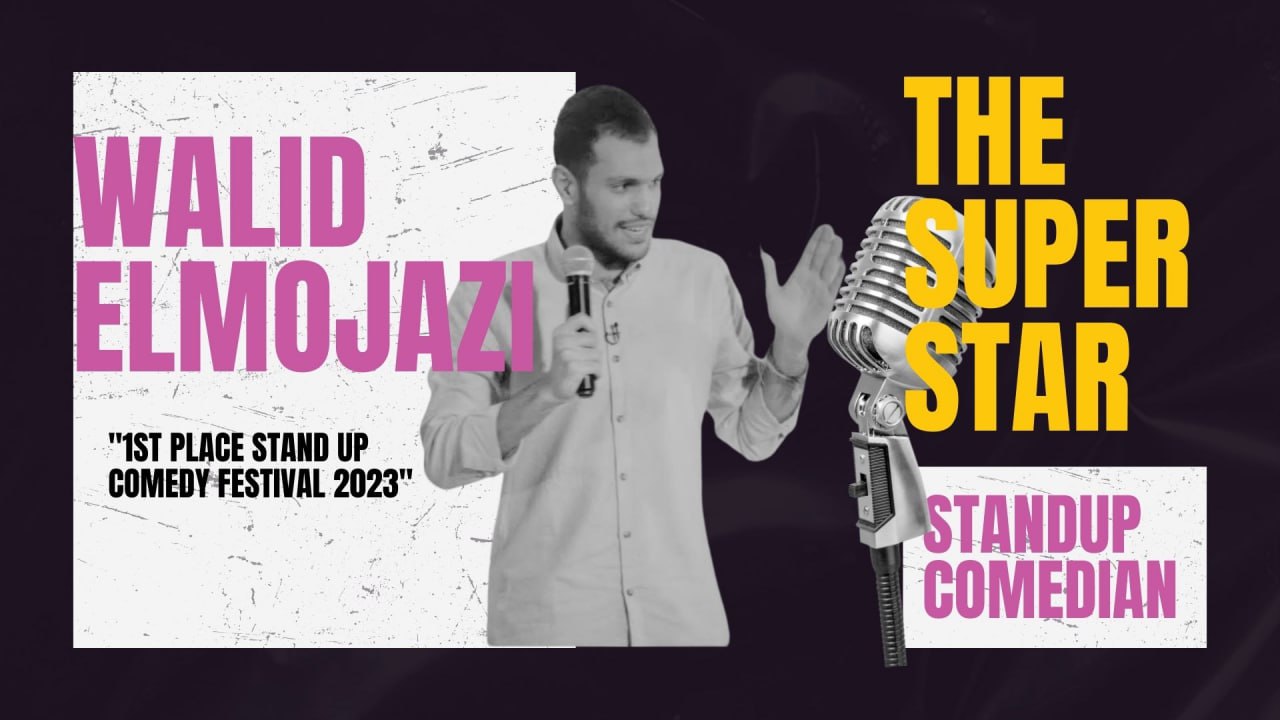 WALID
ELMOJAZI
"1ST PLACE STAND UP
COMEDY FESTIVAL 2023"
THE
SUPER
STAR
STANDUP
COMEDIAN